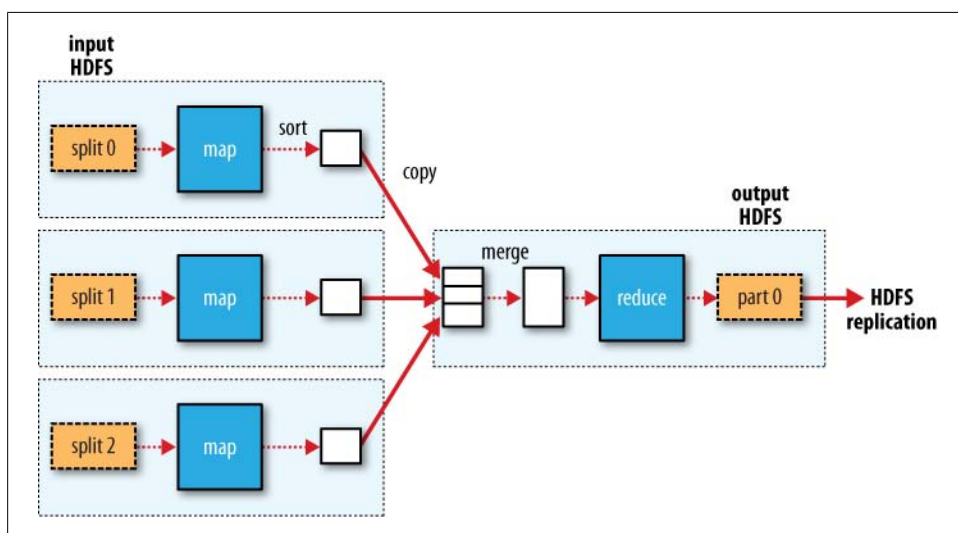 input
HDFS
split 0
map
sort
copy
split 1
map
merge
output
HDFS
reduce
part 0
HDFS
replication
split 2
map